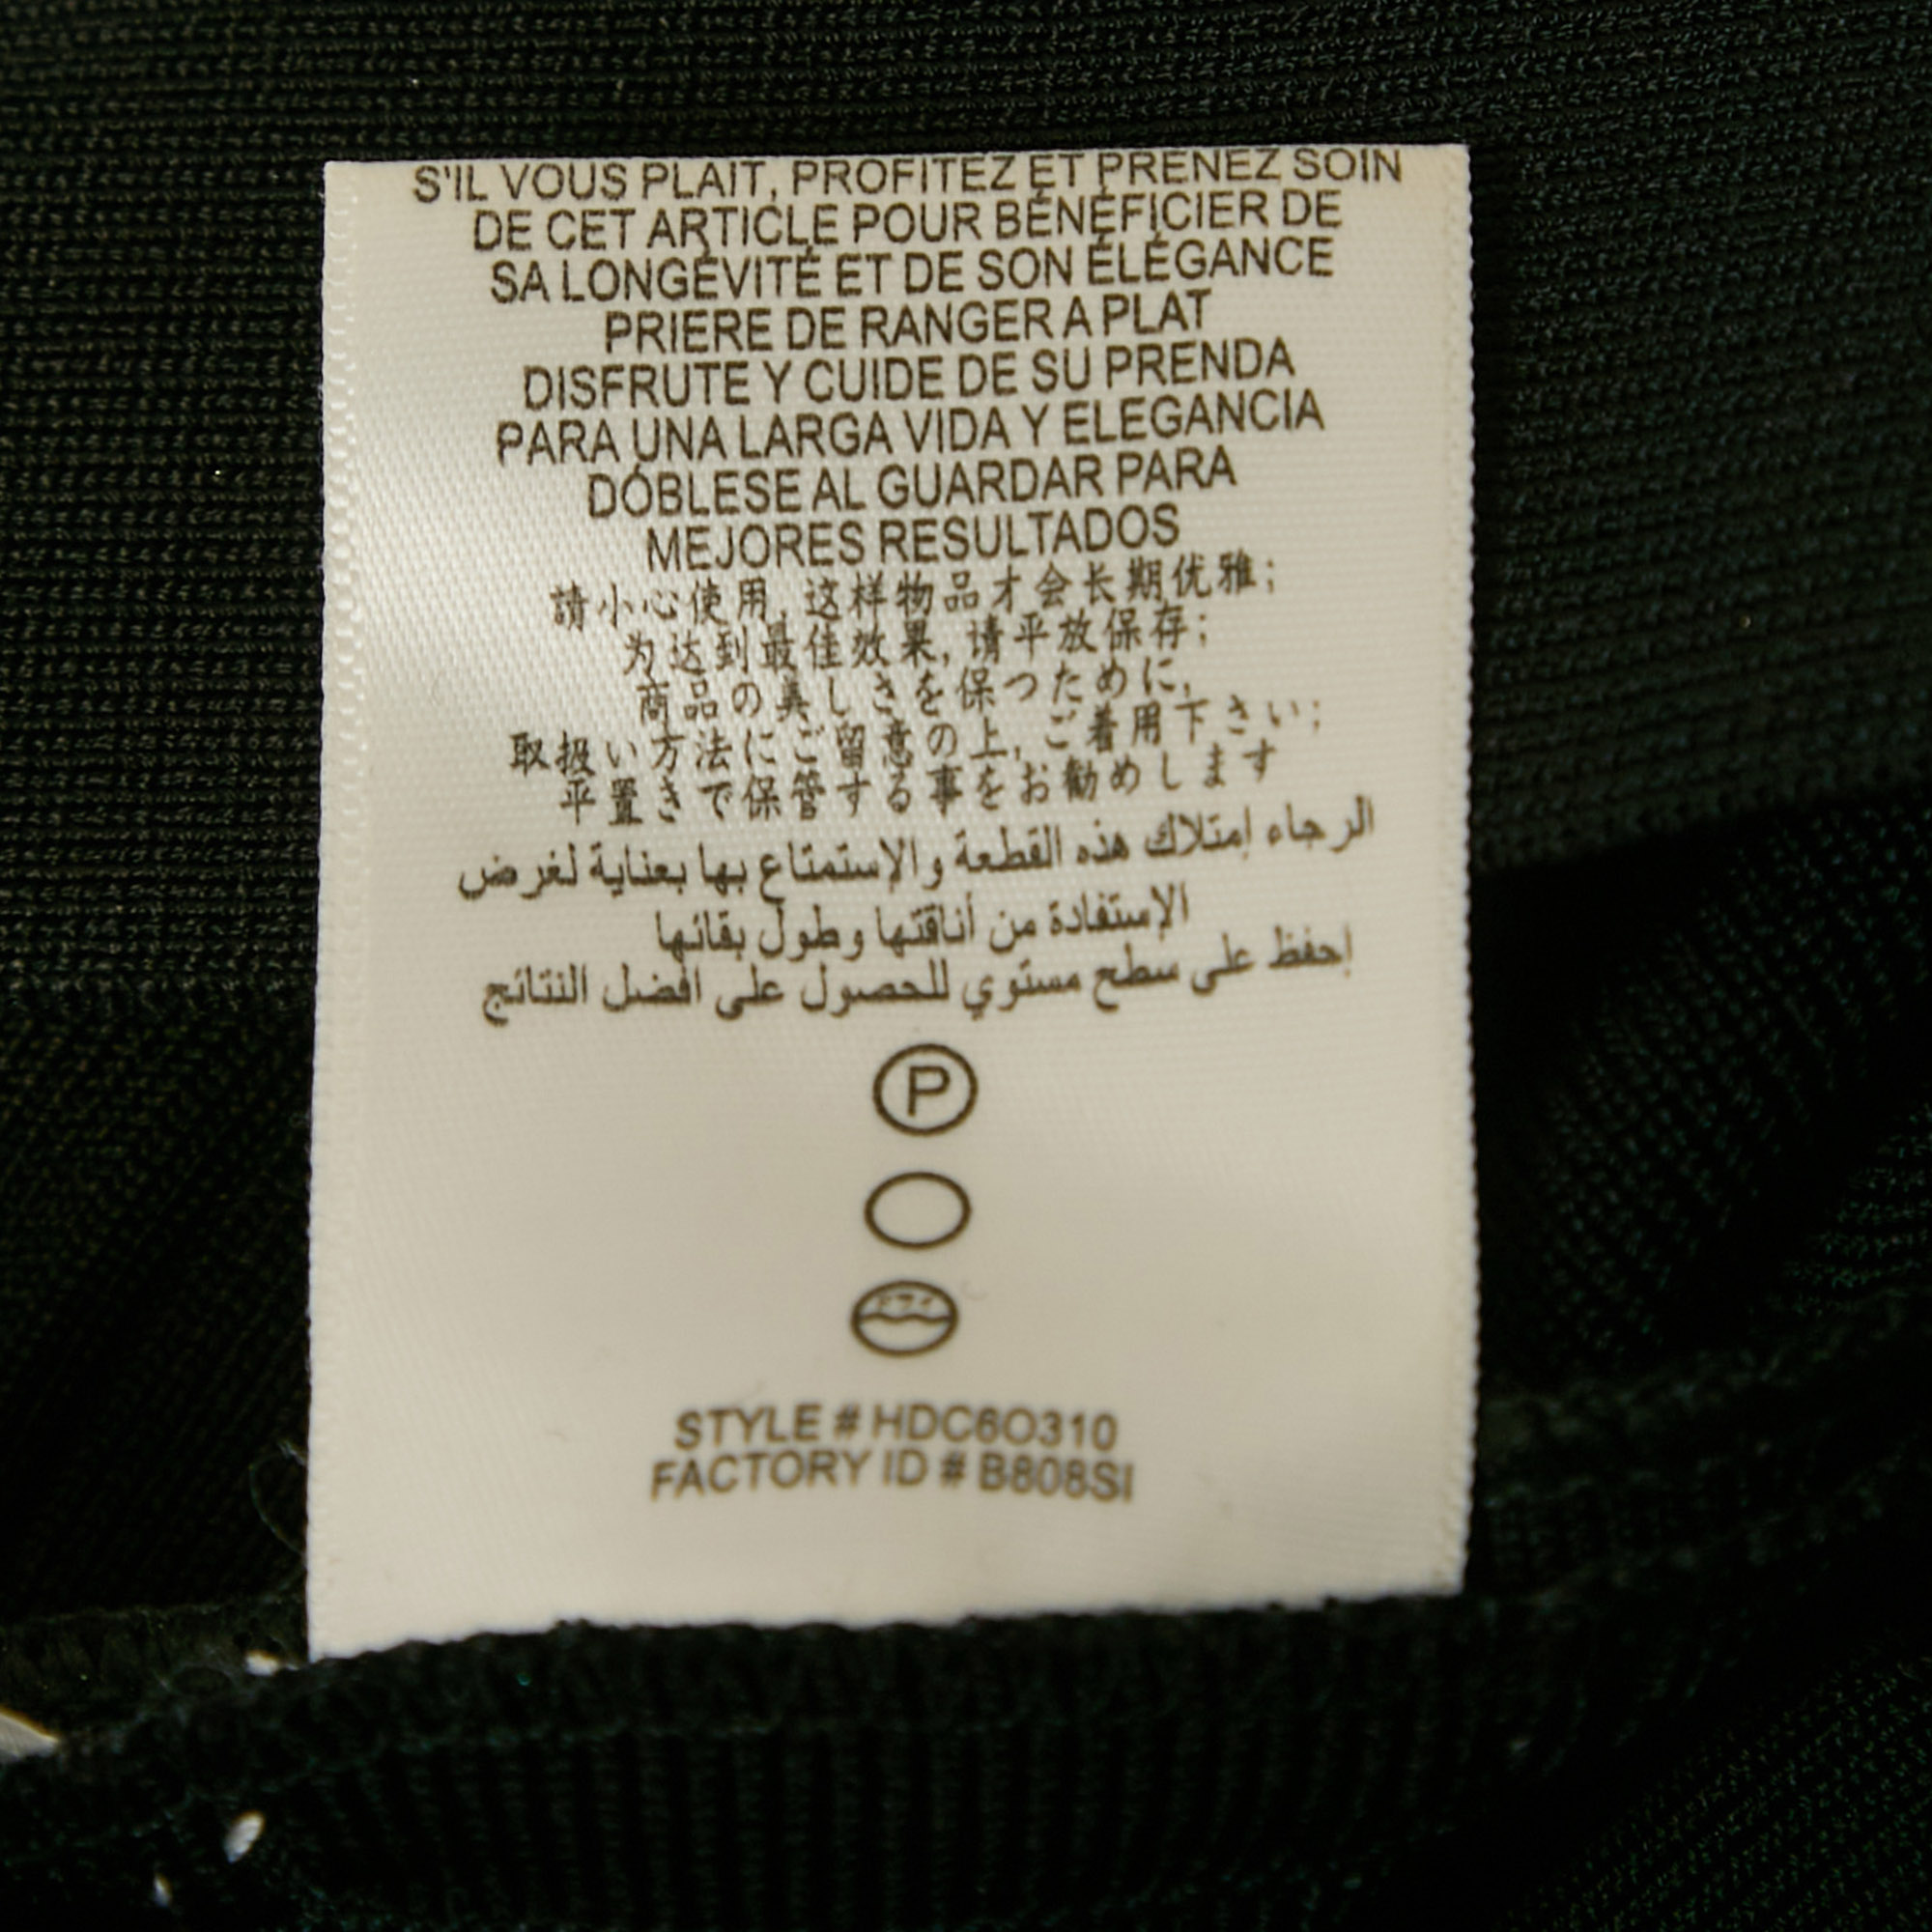 S'IL VOUS PLAIT, PROFITEZ ET PRENEZ SOIN
DE CET ARTICLE POUR BÉNÉFICIER DE
SA LONGÉVITÉ ET DE SON ÉLÉGANCE
PRIERE DE RANGER A PLAT
DISFRUTE Y CUIDE DE SU PRENDA
PARA UNA LARGA VIDA Y ELEGANCIA
DÓBLESE AL GUARDAR PARA
MEJORES RESULTADOS
請小心使用, 这样物品才会长期优雅;
为达到最佳效果, 请平放保存;
商品の美しさを保つために,
取扱い方法にご留意の上, ご着用下さい;
平置きで保管する事をお勧めします
الرجاء إمتلاك هذه القطعة والإستمتاع بها بعناية لغرض
الإستفادة من أناقتها وطول بقائها
إحفظ على سطح مستوي للحصول على افضل النتائج
P
ドライ
STYLE # HDC6O310
FACTORY ID # B808SI